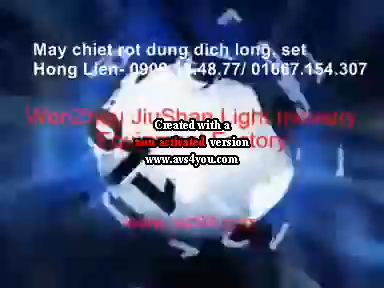 May chiet rot dung dich long, set
Hong Lien- 48.77/ 01667.154.307
WenZhou JiuShan Light Industry
Equipment Factory
Created with a
non activated version
www.avs4you.com